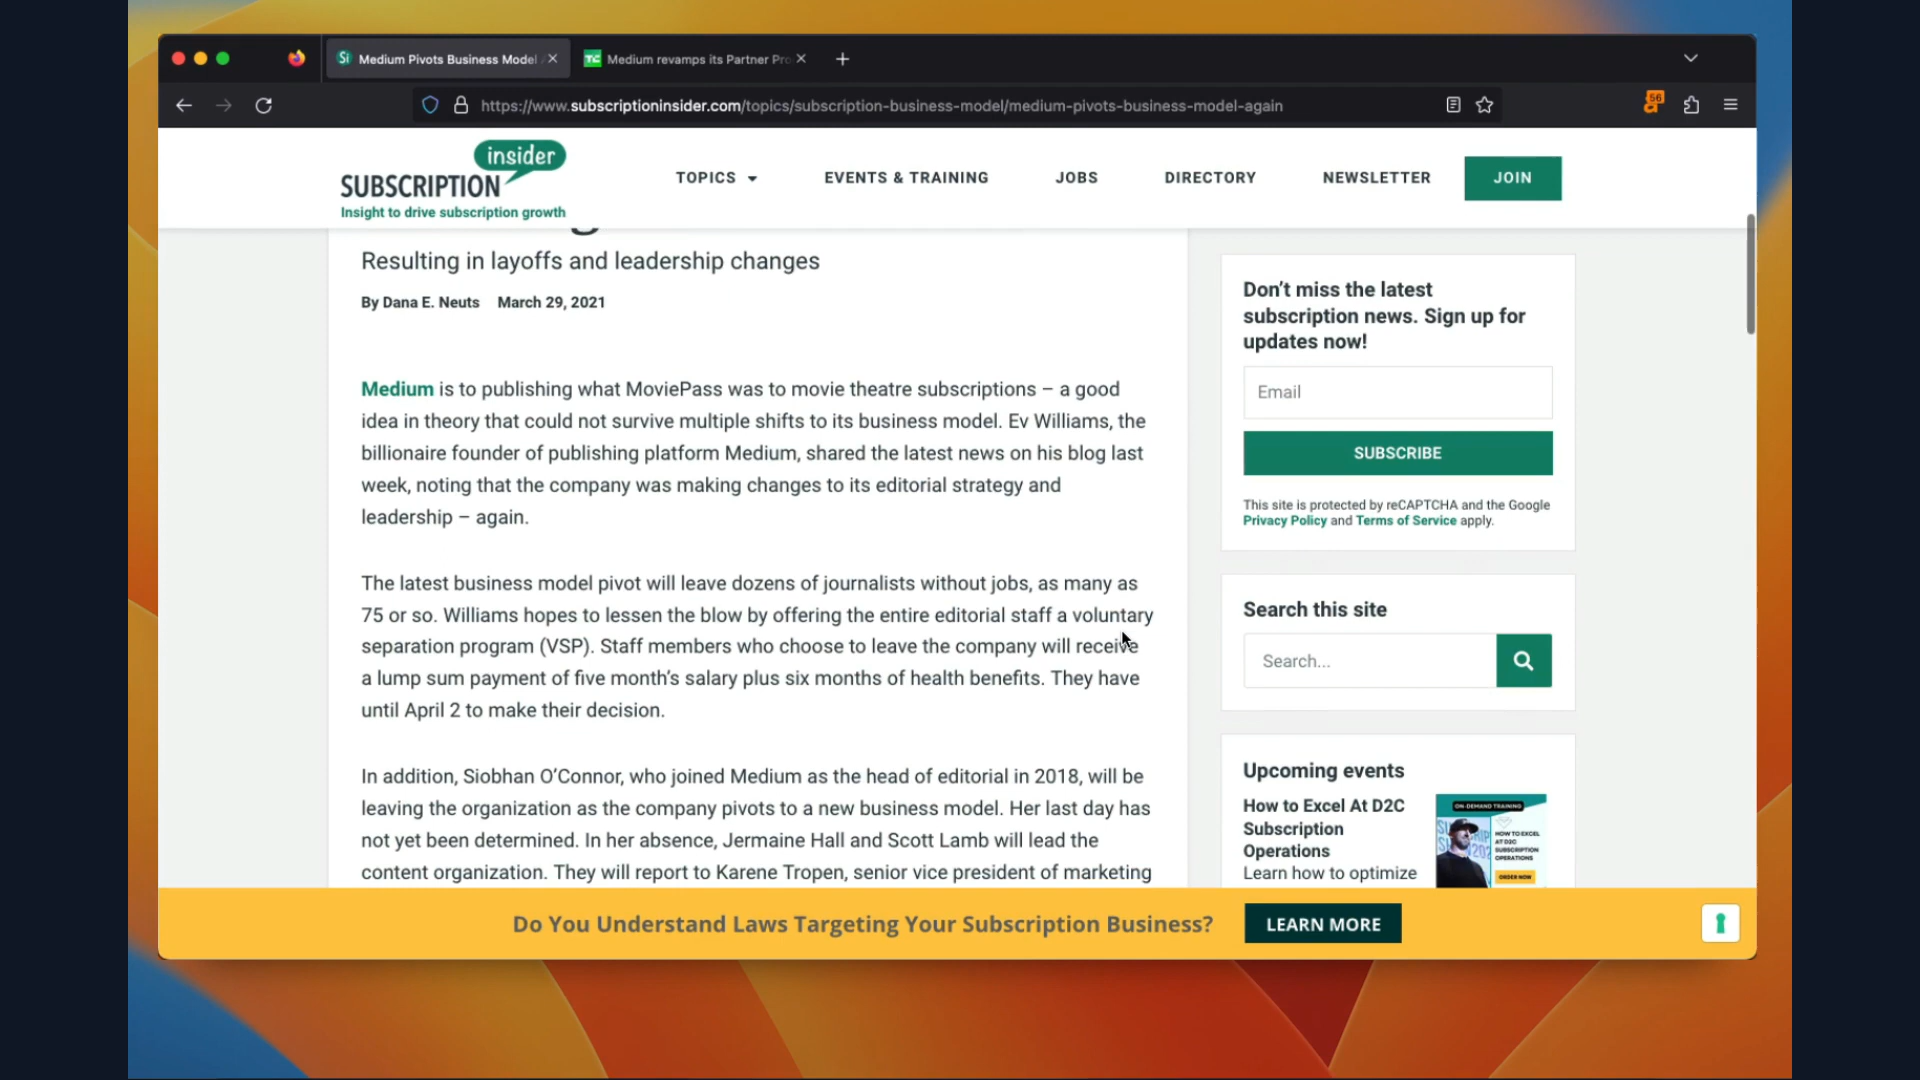 Medium Pivots Business Model
Medium revamps its Partner Pro
https://www.subscriptioninsider.com/topics/subscription-business-model/medium-pivots-business-model-again
56
insider
SUBSCRIPTION
Insight to drive subscription growth
TOPICS
EVENTS & TRAINING
JOBS
DIRECTORY
NEWSLETTER
JOIN
Resulting in layoffs and leadership changes
By Dana E. Neuts March 29, 2021
Medium is to publishing what MoviePass was to movie theatre subscriptions – a good
idea in theory that could not survive multiple shifts to its business model. Ev Williams, the
billionaire founder of publishing platform Medium, shared the latest news on his blog last
week, noting that the company was making changes to its editorial strategy and
leadership – again.
The latest business model pivot will leave dozens of journalists without jobs, as many as
75 or so. Williams hopes to lessen the blow by offering the entire editorial staff a voluntary
separation program (VSP). Staff members who choose to leave the company will receive
a lump sum payment of five month's salary plus six months of health benefits. They have
until April 2 to make their decision.
In addition, Siobhan O'Connor, who joined Medium as the head of editorial in 2018, will be
leaving the organization as the company pivots to a new business model. Her last day has
not yet been determined. In her absence, Jermaine Hall and Scott Lamb will lead the
content organization. They will report to Karene Tropen, senior vice president of marketing
Don't miss the latest
subscription news. Sign up for
updates now!
Email
SUBSCRIBE
This site is protected by reCAPTCHA and the Google
Privacy Policy and Terms of Service apply.
Search this site
Search...
Upcoming events
How to Excel At D2C
Subscription
Operations
Learn how to optimize
ON-DEMAND TRAINING
HOW TO EXCEL
AT D2C
SUBSCRIPTION
OPERATIONS
ORDER NOW
Do You Understand Laws Targeting Your Subscription Business?
LEARN MORE